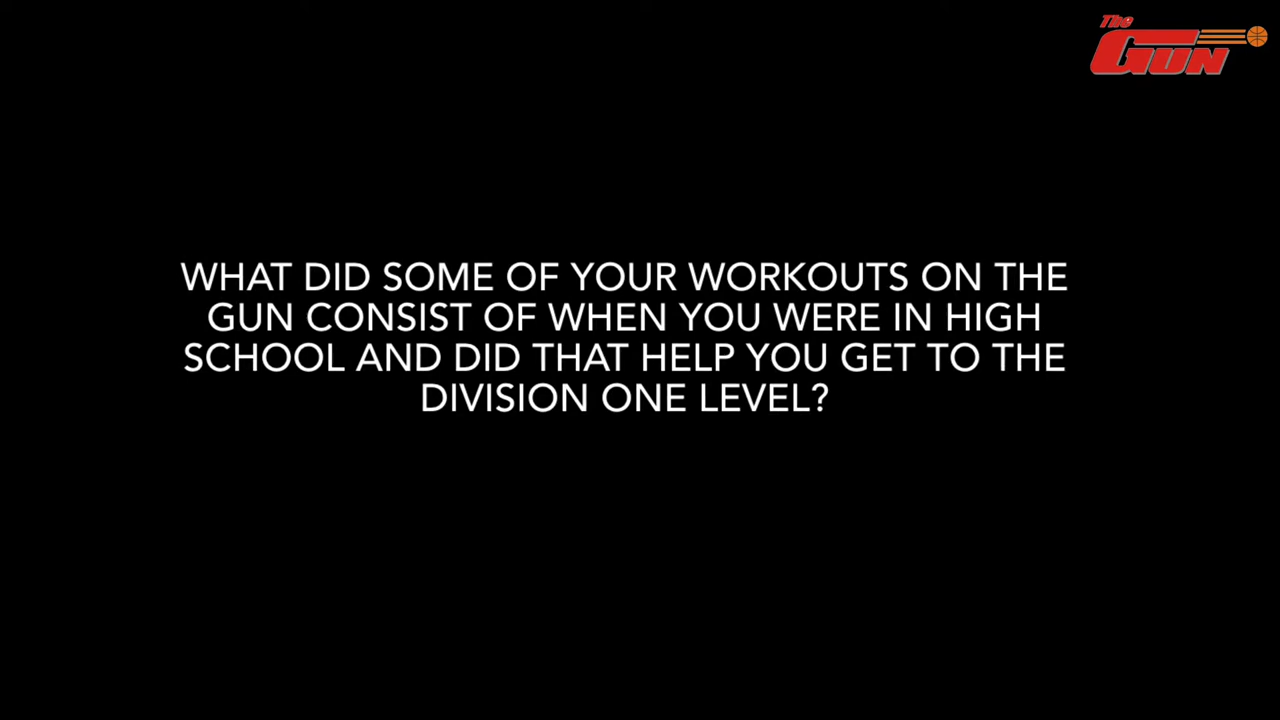 The
GUN
WHAT DID SOME OF YOUR WORKOUTS ON THE
GUN CONSIST OF WHEN YOU WERE IN HIGH
SCHOOL AND DID THAT HELP YOU GET TO THE
DIVISION ONE LEVEL?